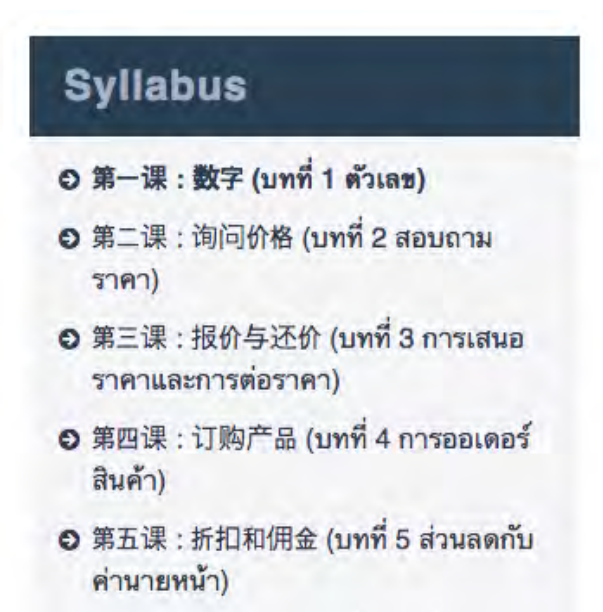 Syllabus
第一课 : 数字 (บทที่ 1 ตัวเลข)
第二课 : 询问价格 (บทที่ 2 สอบถาม
ราคา)
第三课 : 报价与还价 (บทที่ 3 การเสนอ
ราคาและการต่อราคา)
第四课 : 订购产品 (บทที่ 4 การออเดอร์
สินค้า)
第五课 : 折扣和佣金 (บทที่ 5 ส่วนลดกับ
ค่านายหน้า)